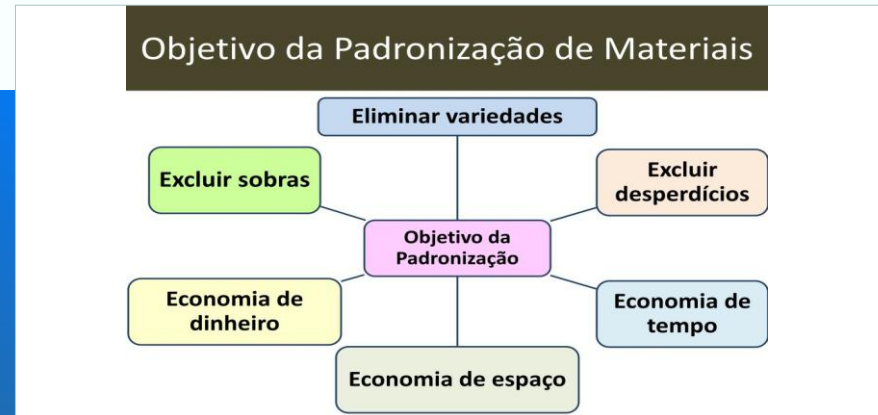 Objetivo da Padronização de Materiais
Eliminar variedades
Excluir sobras
Excluir
desperdícios
Objetivo da
Padronização
Economia de
dinheiro
Economia de
tempo
Economia de espaço